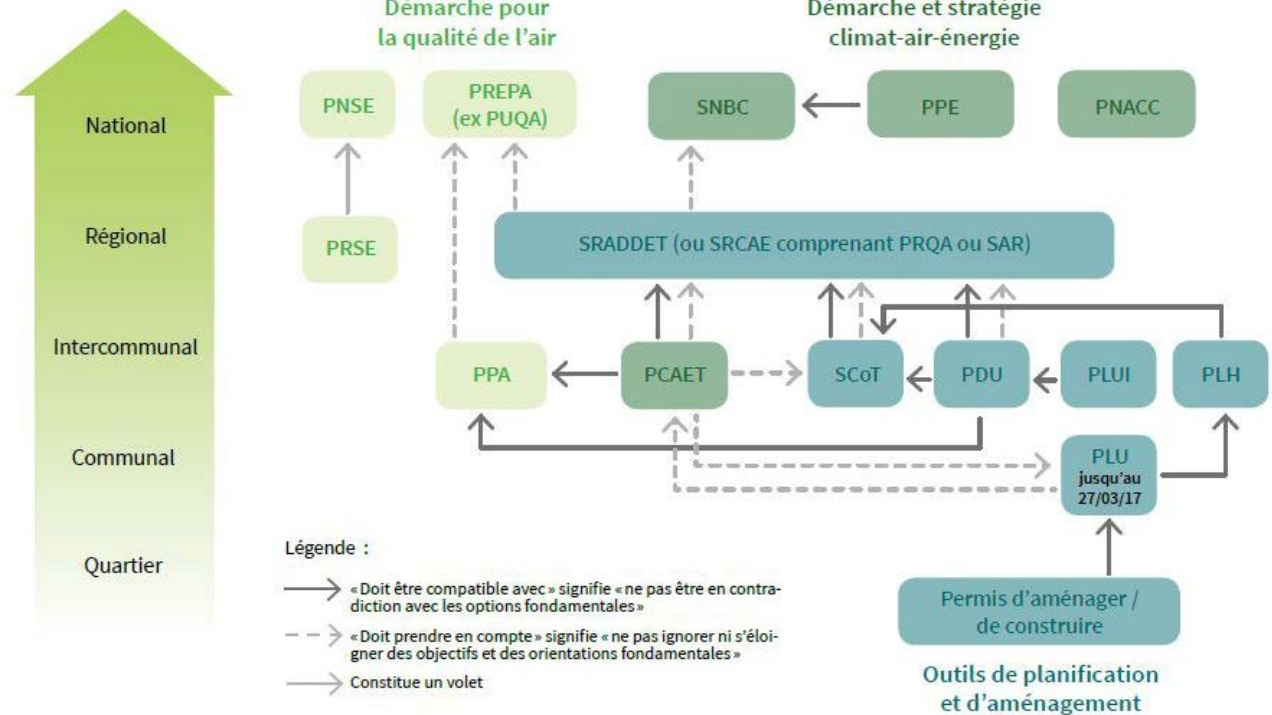 Démarche pour
la qualité de l’air
Démarche et stratégie
climat-air-énergie
National
PNSE
PREPA
(ex PUQA)
SNBC
PPE
PNACC
Régional
PRSE
SRADDET (ou SRCAE comprenant PRQA ou SAR)
Intercommunal
PPA
PCAET
SCoT
PDU
PLUI
PLH
Communal
PLU
jusqu’au
27/03/17
Quartier
Permis d’aménager /
de construire
Outils de planification
et d’aménagement
Légende :
« Doit être compatible avec » signifie « ne pas être en contra-
diction avec les options fondamentales »
« Doit prendre en compte » signifie « ne pas ignorer ni s’éloi-
gner des objectifs et des orientations fondamentales »
Constitue un volet